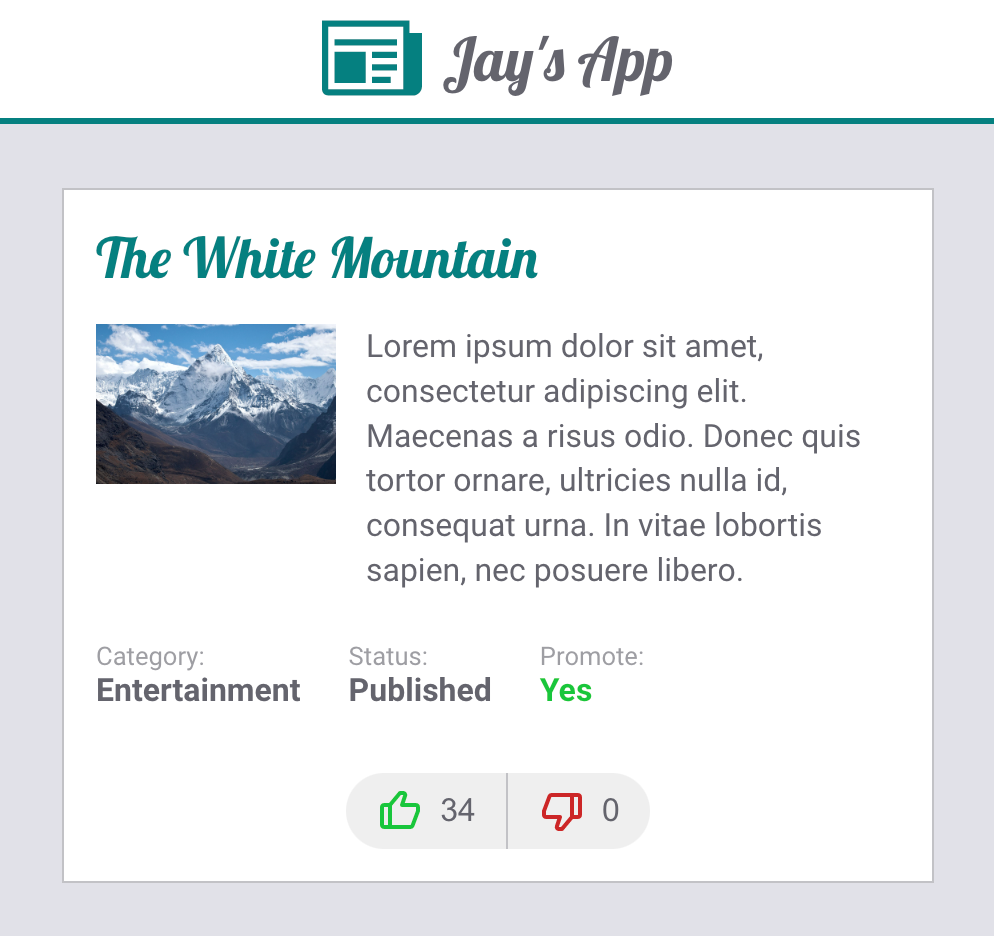 Jay's App
The White Mountain
Lorem ipsum dolor sit amet,
consectetur adipiscing elit.
Maecenas a risus odio. Donec quis
tortor ornare, ultricies nulla id,
consequat urna. In vitae lobortis
sapien, nec posuere libero.
Category: Status: Promote:
Entertainment Published Yes
34 0